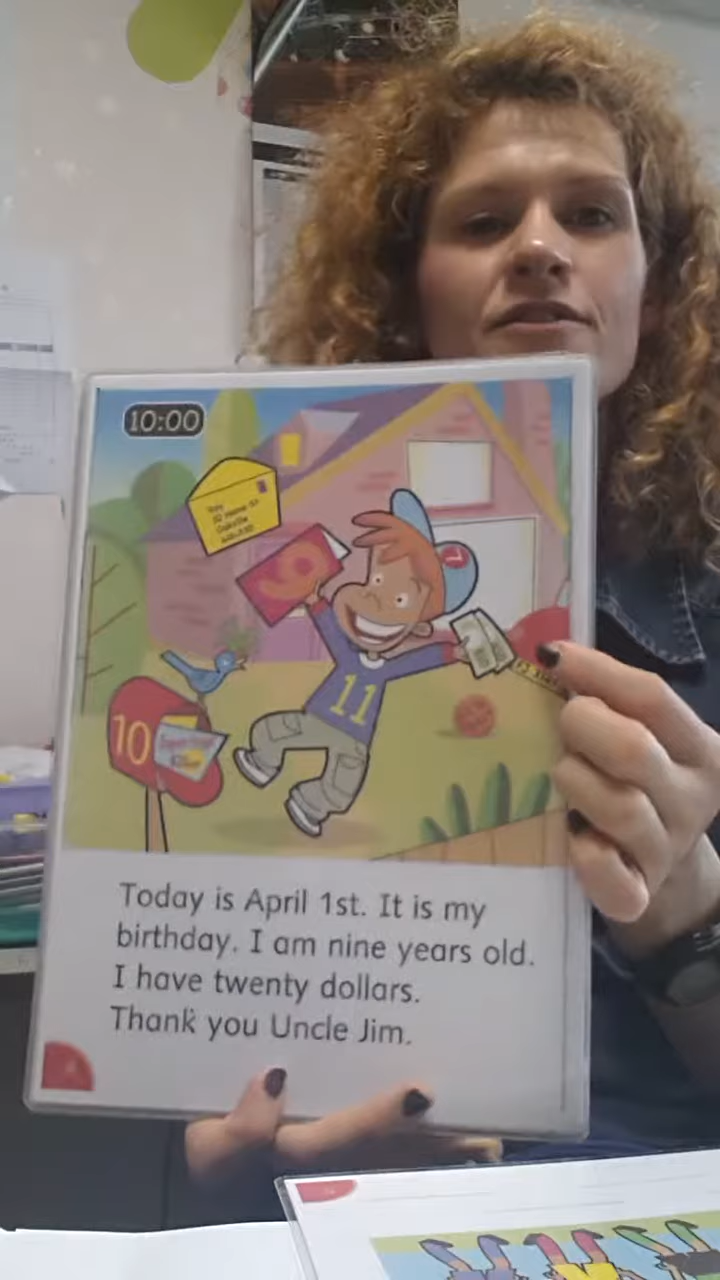 10:00
9
11
10
Today is April 1st. It is my
birthday. I am nine years old.
I have twenty dollars.
Thank you Uncle Jim.